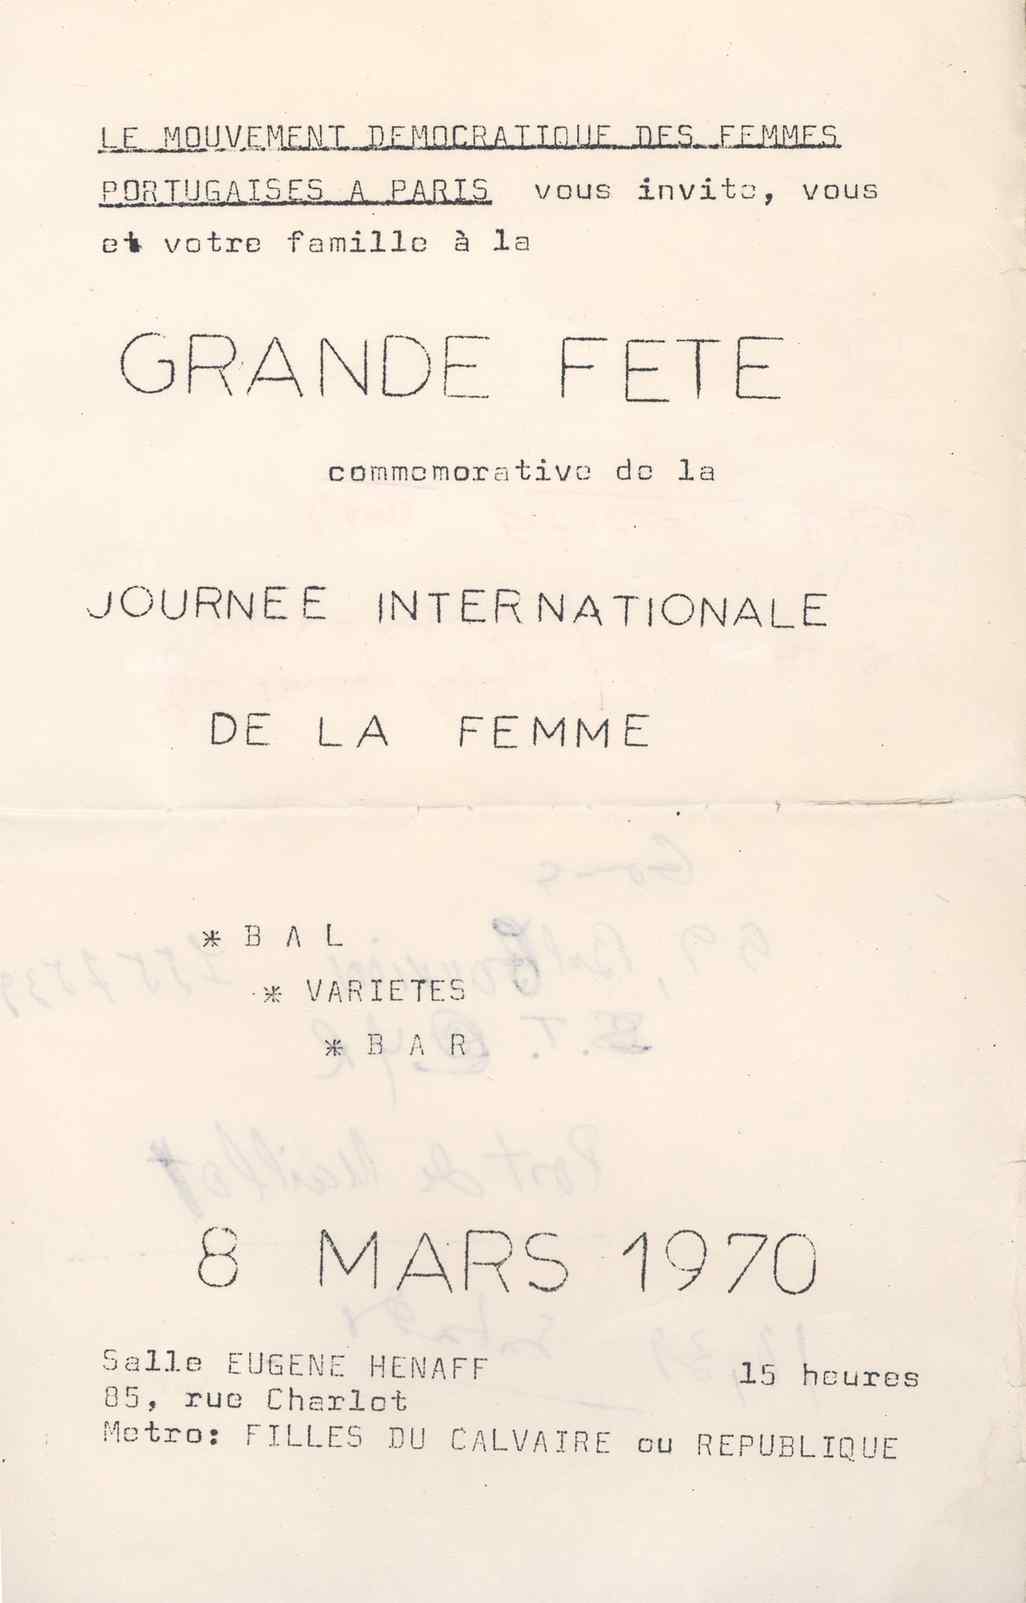 LE MOUVEMENT DEMOCRATIQUE DES FEMMES
PORTUGAISES A PARIS vous invite, vous
et votre famille à la
GRANDE FETE
commemorative de la
JOURNEE INTERNATIONALE
DE LA FEMME
* B A L
* VARIETES
* B A R
8 MARS 1970
Salle EUGENE HENAFF
15 heures
85, rue Charlot
Metro: FILLES DU CALVAIRE ou REPUBLIQUE